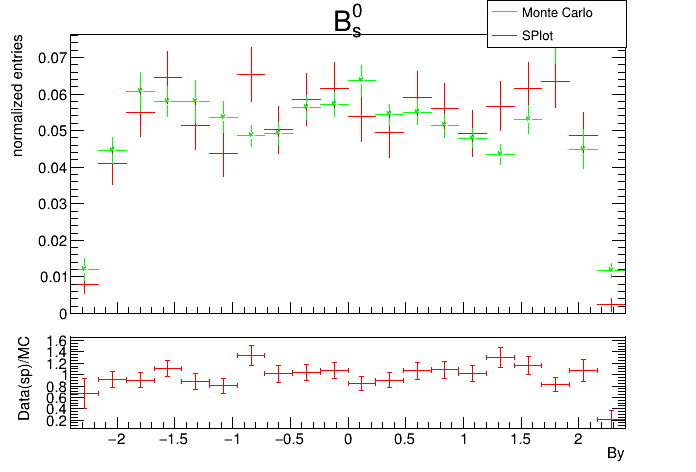 B⁰ₛ
Monte Carlo
SPlot
normalized entries
0.07
0.06
0.05
0.04
0.03
0.02
0.01
0
Data(sp)/MC
1.6
1.4
1.2
1
0.8
0.6
0.4
0.2
−2 −1.5 −1 −0.5 0 0.5 1 1.5 2
By